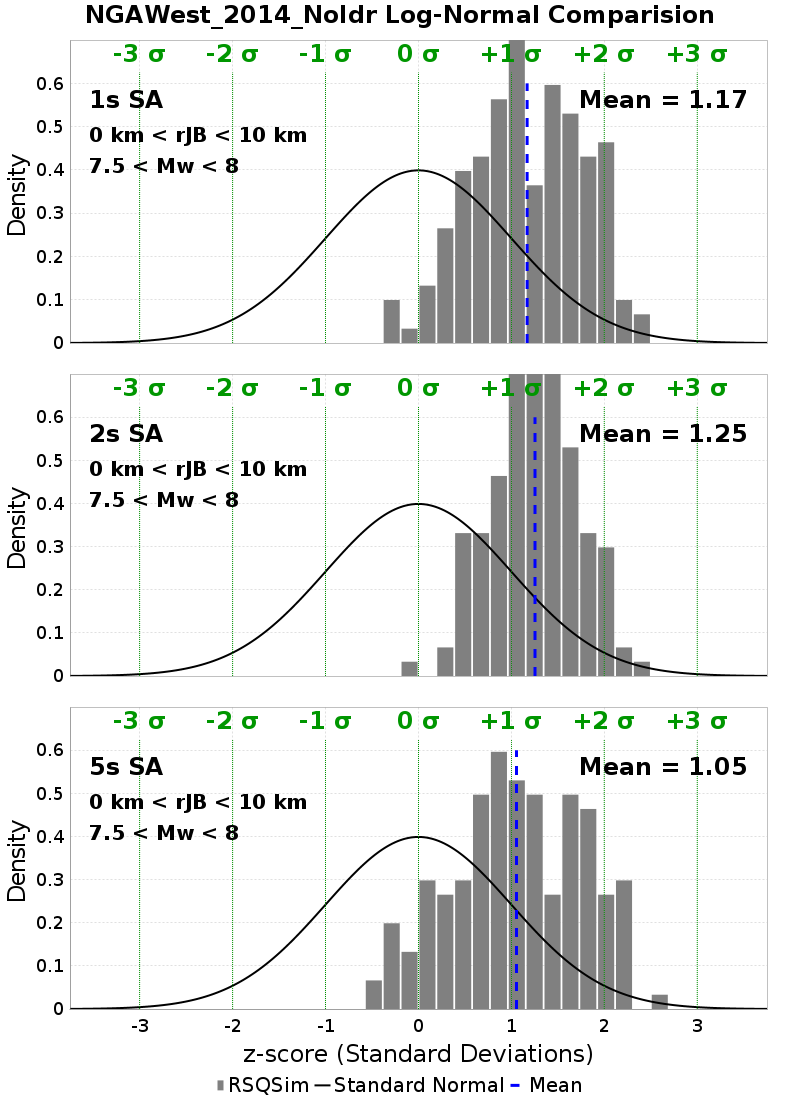 NGAWest_2014_NoIdr Log-Normal Comparision
-3 σ -2 σ -1 σ 0 σ +1 σ +2 σ +3 σ
1s SA
Mean = 1.17
0 km < rJB < 10 km
7.5 < Mw < 8
0.6
0.5
0.4
0.3
0.2
0.1
0
Density
-3 σ -2 σ -1 σ 0 σ +1 σ +2 σ +3 σ
2s SA
Mean = 1.25
0 km < rJB < 10 km
7.5 < Mw < 8
0.6
0.5
0.4
0.3
0.2
0.1
0
Density
-3 σ -2 σ -1 σ 0 σ +1 σ +2 σ +3 σ
5s SA
Mean = 1.05
0 km < rJB < 10 km
7.5 < Mw < 8
0.6
0.5
0.4
0.3
0.2
0.1
0
Density
-3 -2 -1 0 1 2 3
z-score (Standard Deviations)
RSQSim Standard Normal Mean